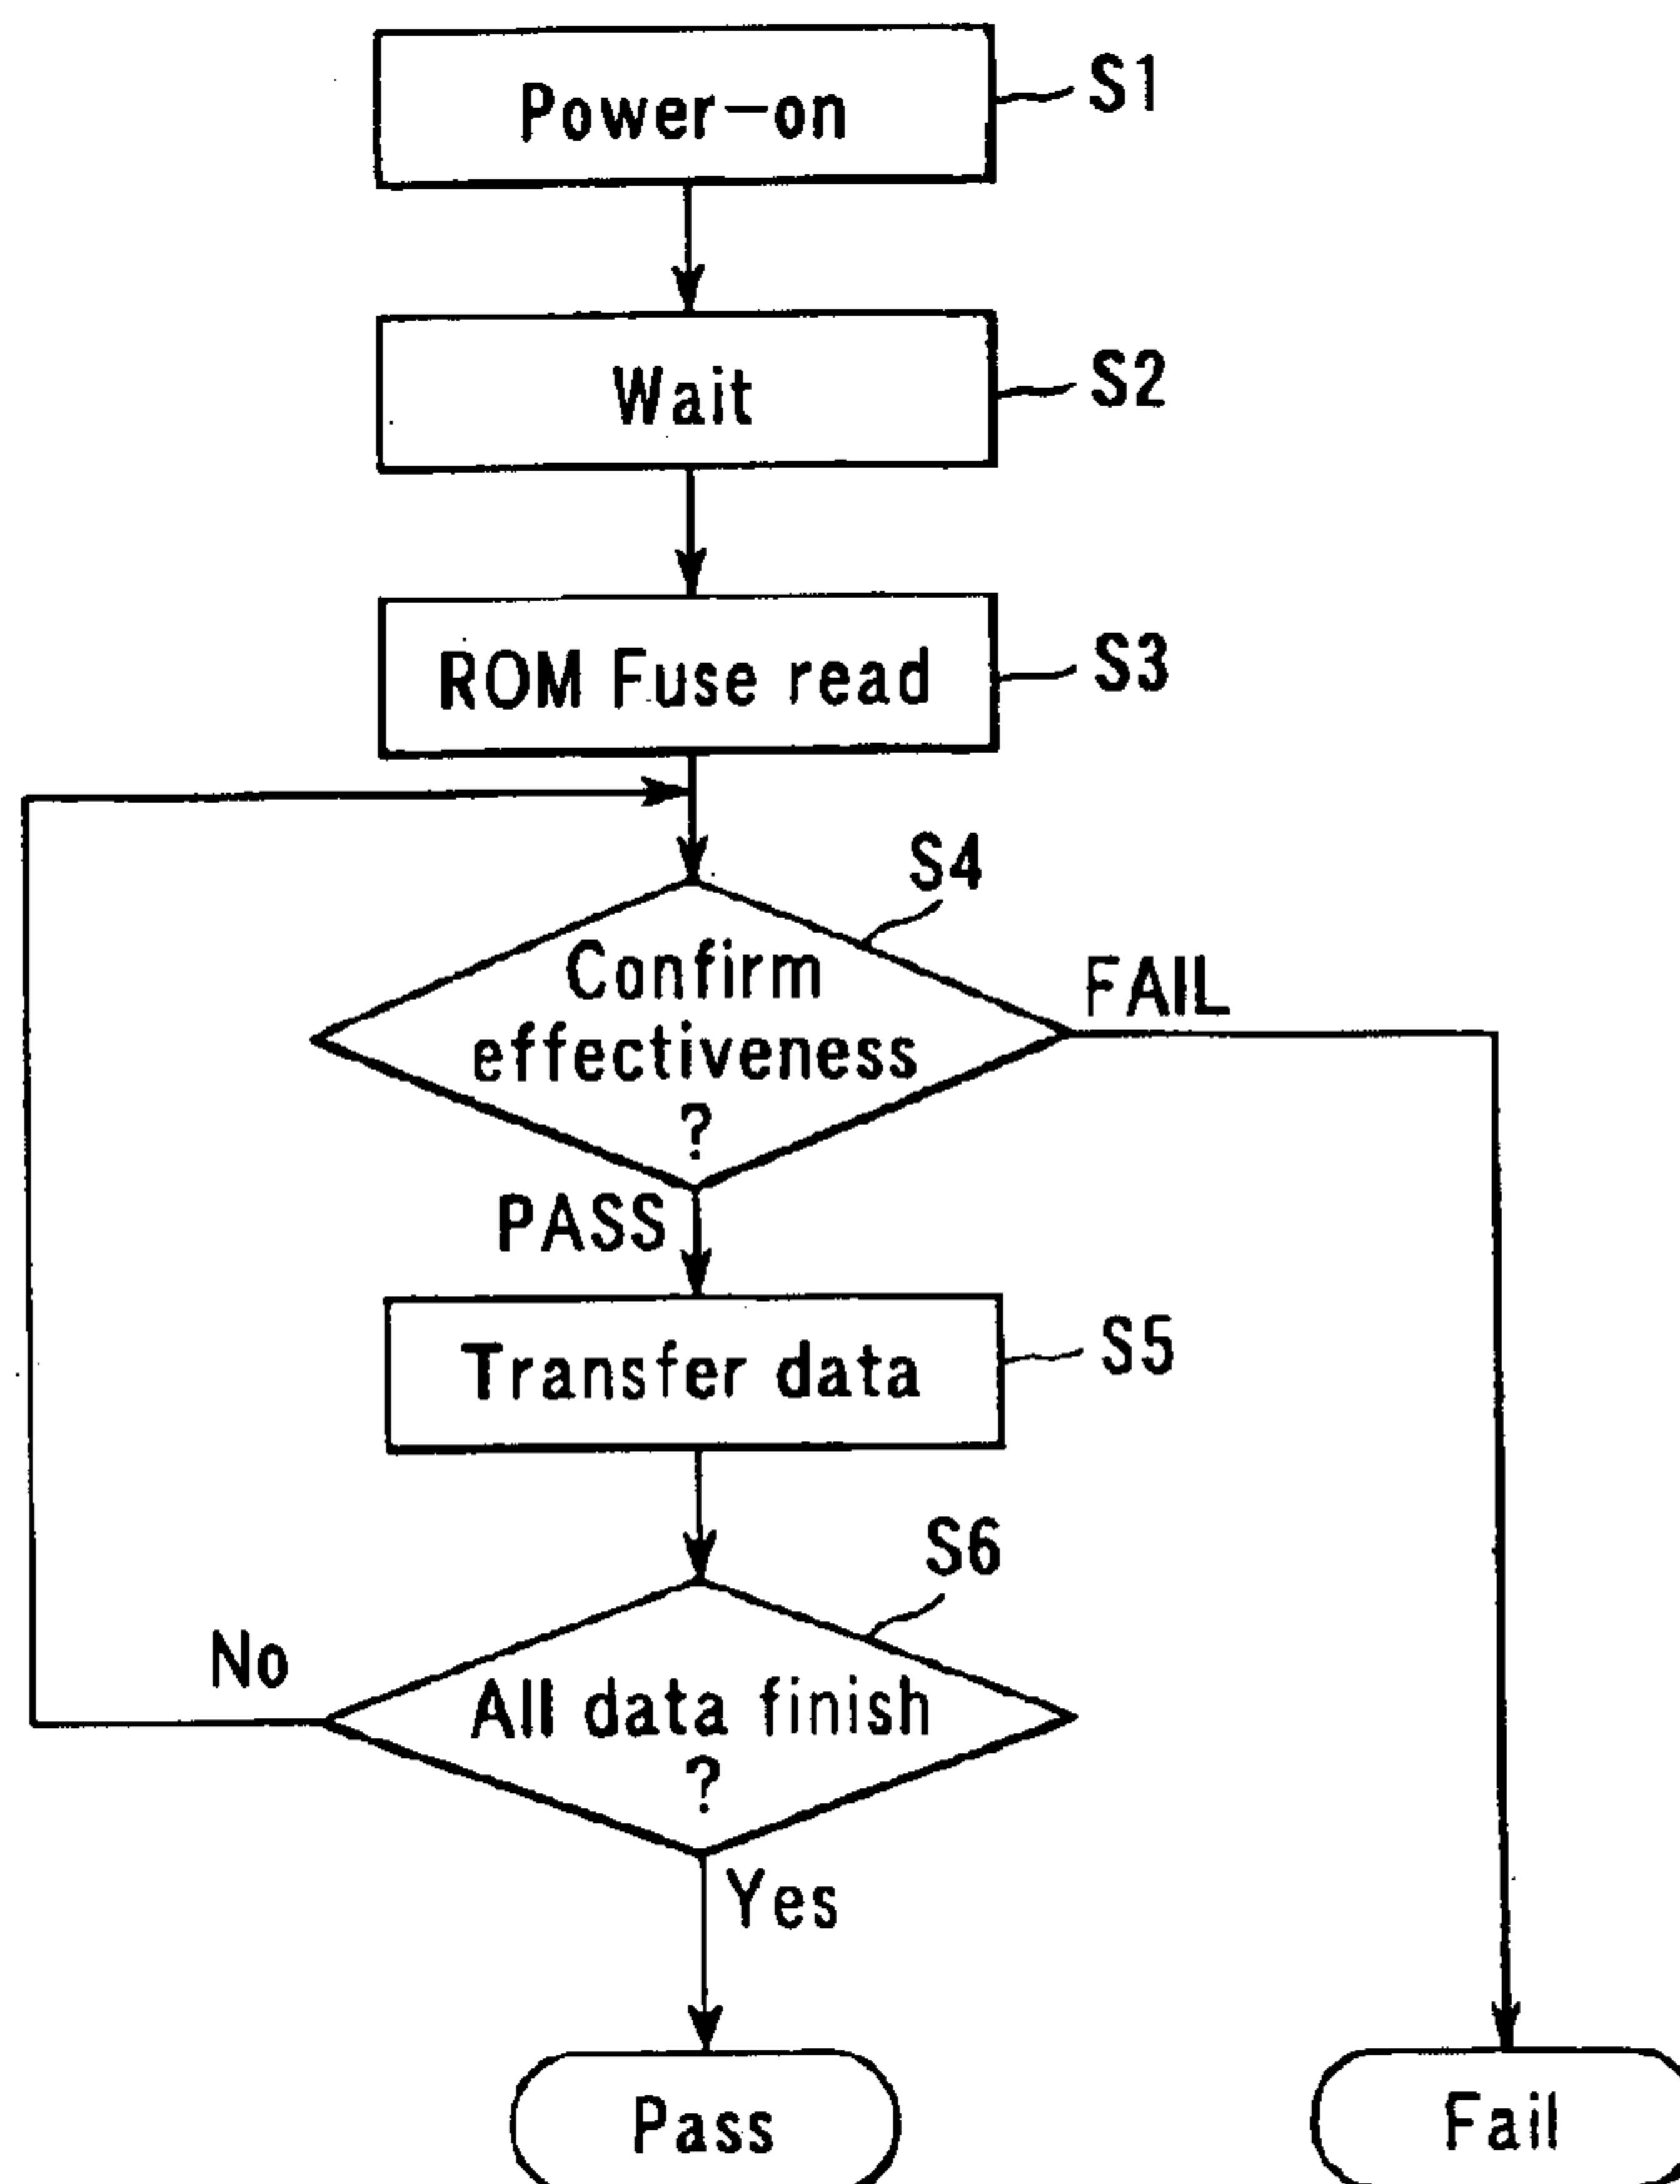 Power-on
S1
Wait
S2
ROM Fuse read
S3
S4
Confirm
effectiveness
?
FAIL
PASS
Transfer data
S5
S6
No
All data finish
?
Yes
Pass
Fail